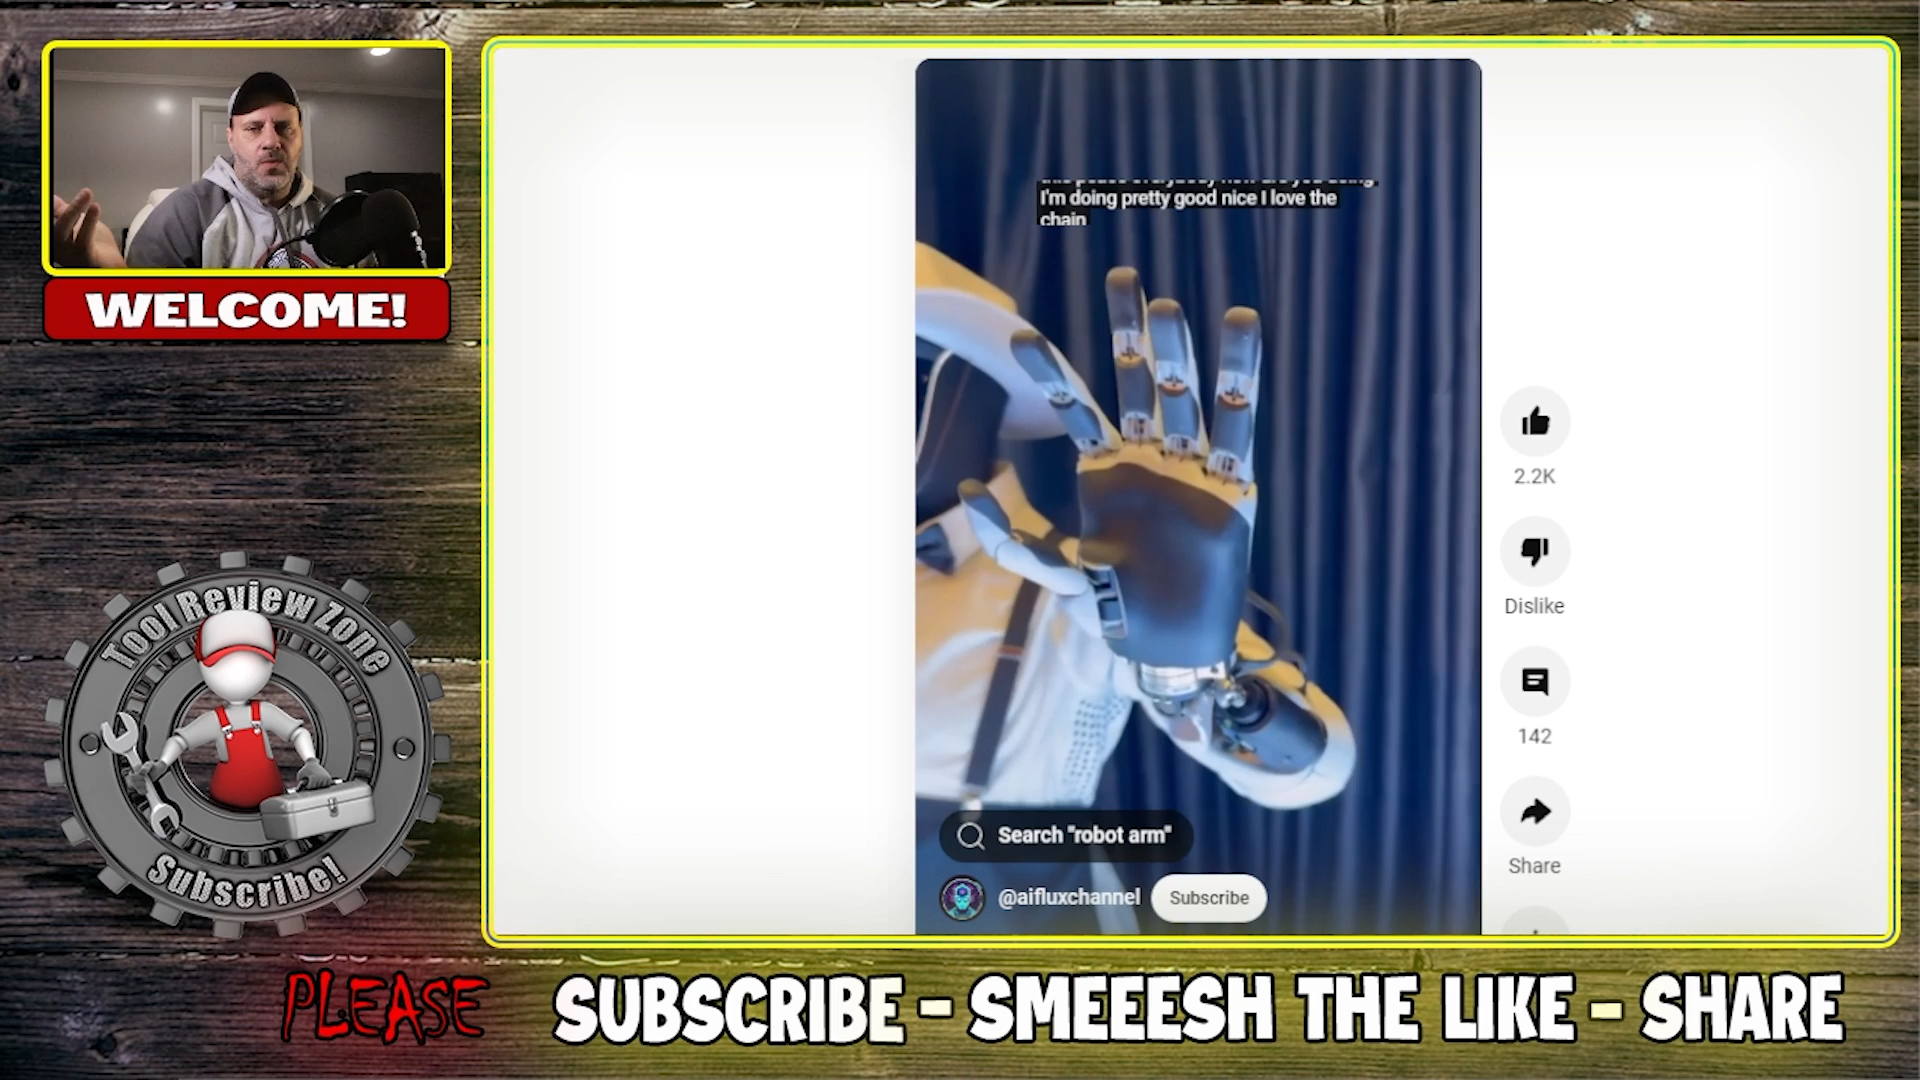 WELCOME!
Tool Review Zone
Subscribe!
I'm doing pretty good nice I love the
chain
2.2K
Dislike
142
Share
Search "robot arm"
@aifluxchannel
Subscribe
PLEASE
SUBSCRIBE - SMEEESH THE LIKE - SHARE